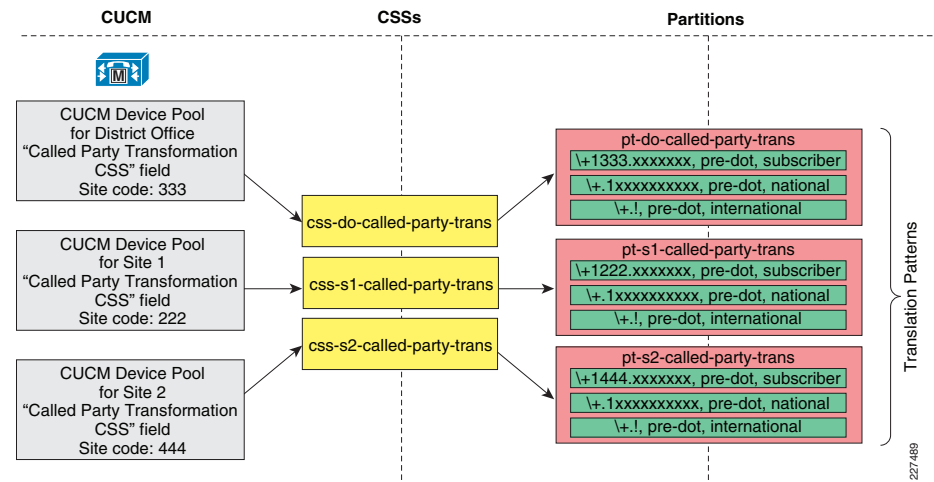 CUCM
CSSs
Partitions
M
CUCM Device Pool
for District Office
“Called Party Transformation
CSS” field
Site code: 333
CUCM Device Pool
for Site 1
“Called Party Transformation
CSS” field
Site code: 222
CUCM Device Pool
for Site 2
“Called Party Transformation
CSS” field
Site code: 444
css-do-called-party-trans
css-s1-called-party-trans
css-s2-called-party-trans
pt-do-called-party-trans
\+1333.xxxxxxx, pre-dot, subscriber
\+.1xxxxxxxxxx, pre-dot, national
\+.!, pre-dot, international
pt-s1-called-party-trans
\+1222.xxxxxxx, pre-dot, subscriber
\+.1xxxxxxxxxx, pre-dot, national
\+.!, pre-dot, international
pt-s2-called-party-trans
\+1444.xxxxxxx, pre-dot, subscriber
\+.1xxxxxxxxxx, pre-dot, national
\+.!, pre-dot, international
Translation Patterns
227489